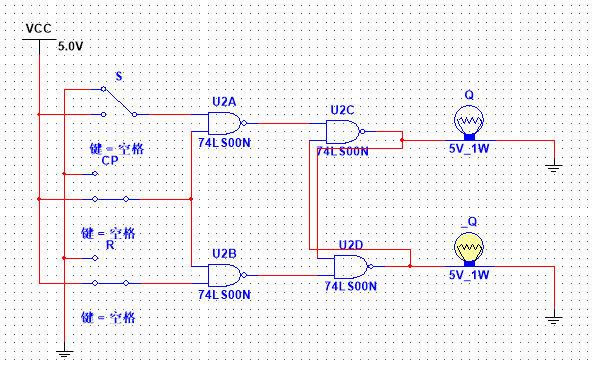 VCC
5.0V
S
Q
U2A
U2C
74LS00N
74LS00N
5V_1W
键 = 空格
CP
_Q
键 = 空格
R
U2B
U2D
74LS00N
74LS00N
5V_1W
键 = 空格